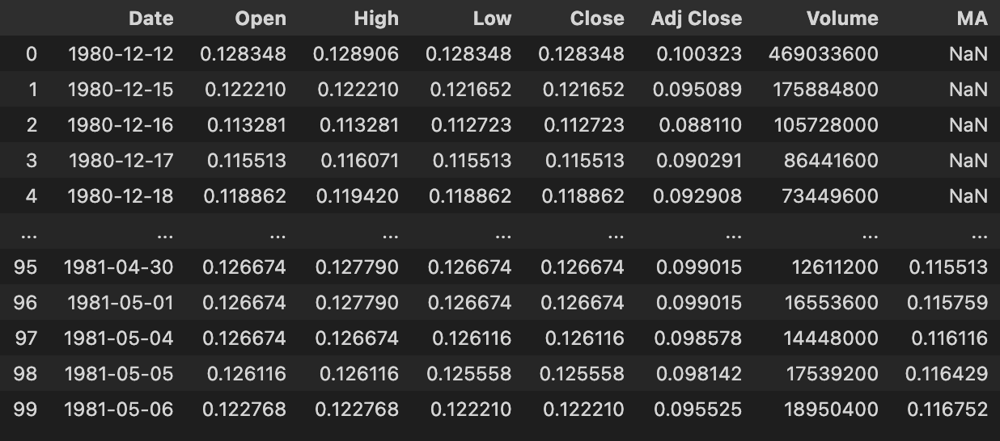 Date Open High Low Close Adj Close Volume MA
0 1980-12-12 0.128348 0.128906 0.128348 0.128348 0.100323 469033600 NaN
1 1980-12-15 0.122210 0.122210 0.121652 0.121652 0.095089 175884800 NaN
2 1980-12-16 0.113281 0.113281 0.112723 0.112723 0.088110 105728000 NaN
3 1980-12-17 0.115513 0.116071 0.115513 0.115513 0.090291 86441600 NaN
4 1980-12-18 0.118862 0.119420 0.118862 0.118862 0.092908 73449600 NaN
... ... ... ... ... ... ... ... ...
95 1981-04-30 0.126674 0.127790 0.126674 0.126674 0.099015 12611200 0.115513
96 1981-05-01 0.126674 0.127790 0.126674 0.126674 0.099015 16553600 0.115759
97 1981-05-04 0.126674 0.126674 0.126116 0.126116 0.098578 14448000 0.116116
98 1981-05-05 0.126116 0.126116 0.125558 0.125558 0.098142 17539200 0.116429
99 1981-05-06 0.122768 0.122768 0.122210 0.122210 0.095525 18950400 0.116752